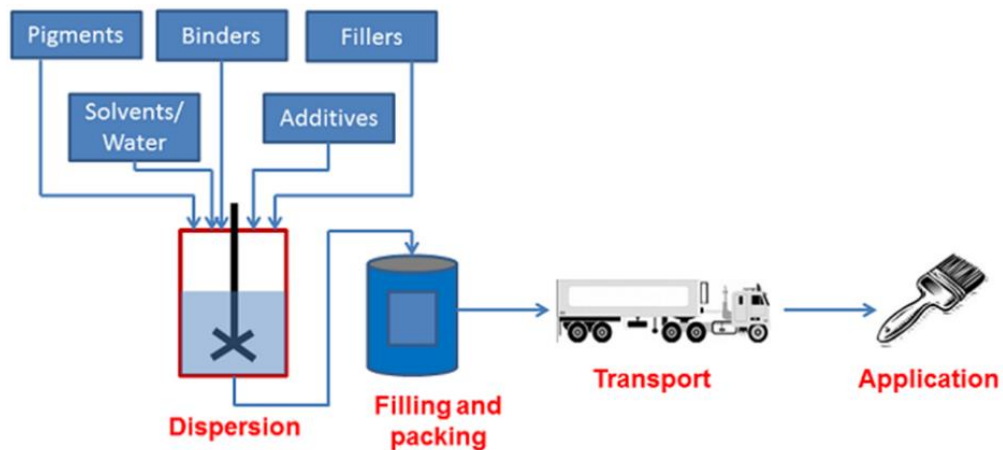 Pigments
Binders
Fillers
Solvents/
Water
Additives
Dispersion
Filling and
packing
Transport
Application